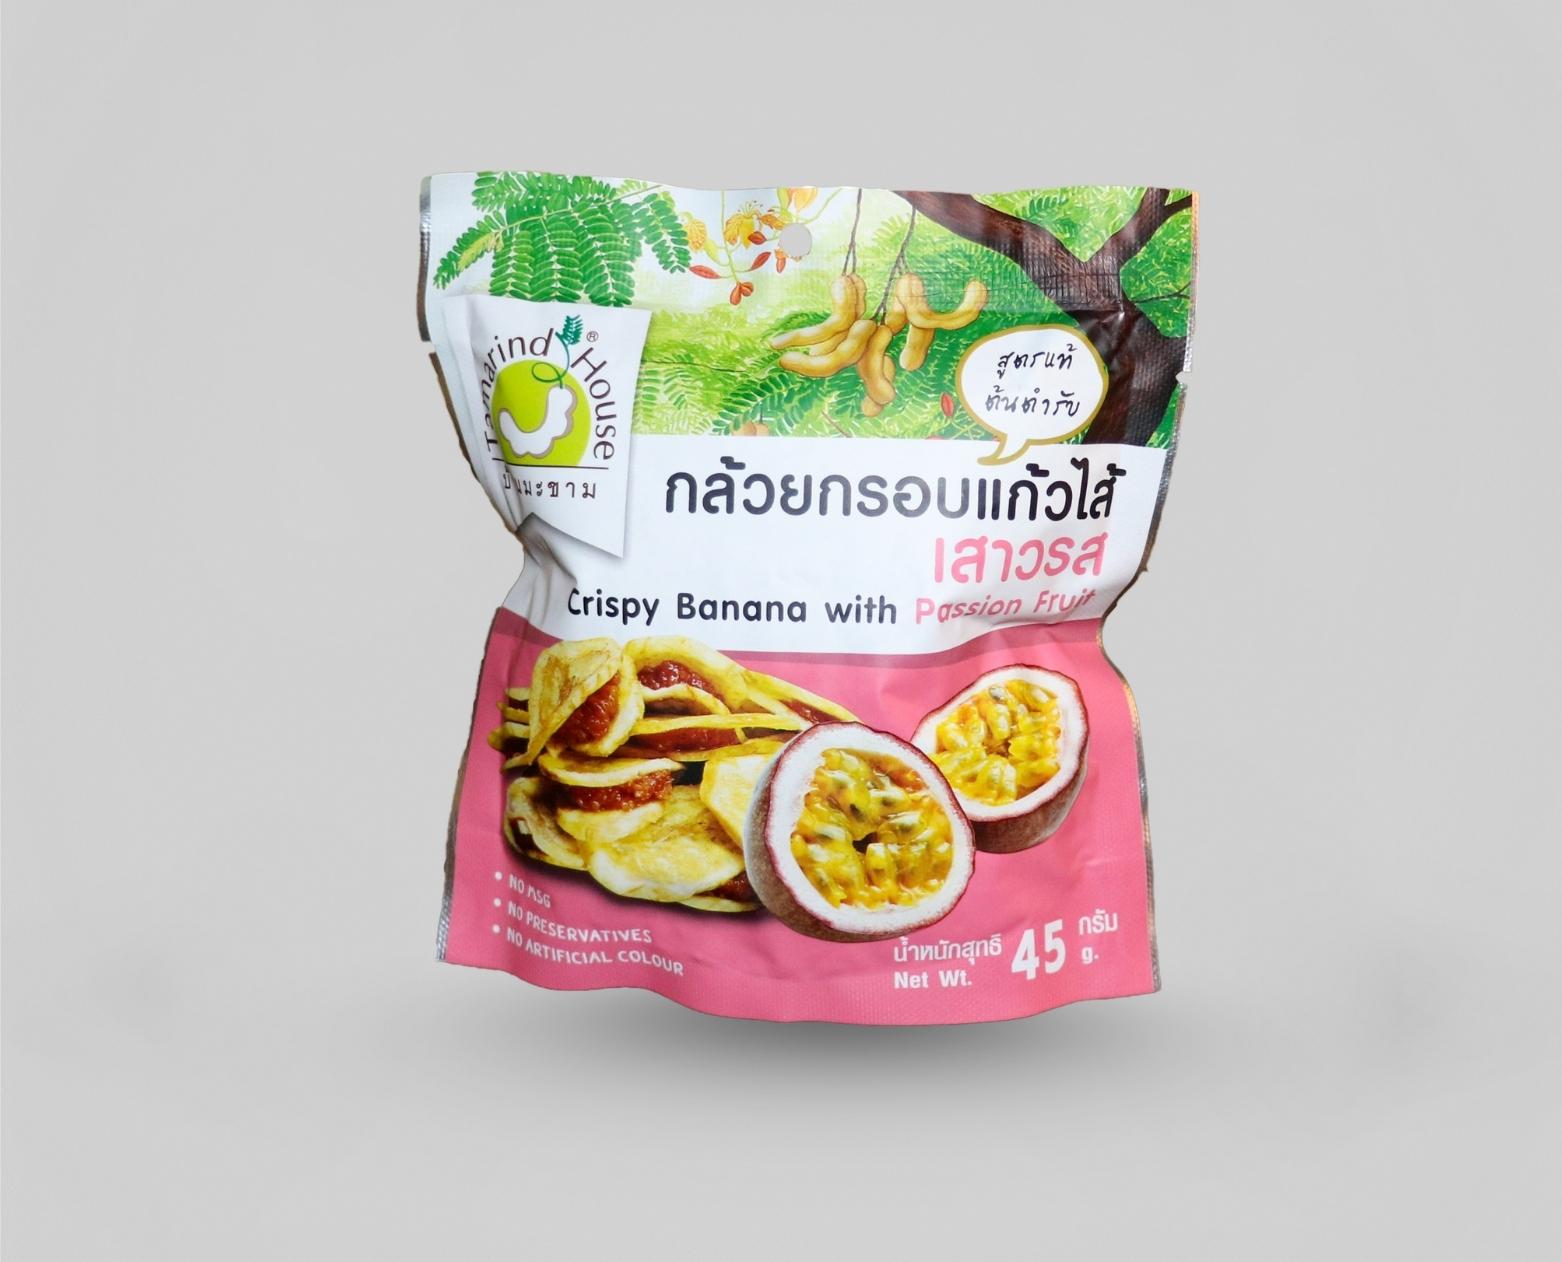 Tamarind House®
บ้านมะขาม
สูตรแท้
ต้นตำรับ
กล้วยกรอบแก้วไส้
เสาวรส
Crispy Banana with Passion Fruit
• NO MSG
• NO PRESERVATIVES
• NO ARTIFICIAL COLOUR
น้ำหนักสุทธิ 45 กรัม
Net Wt. g.